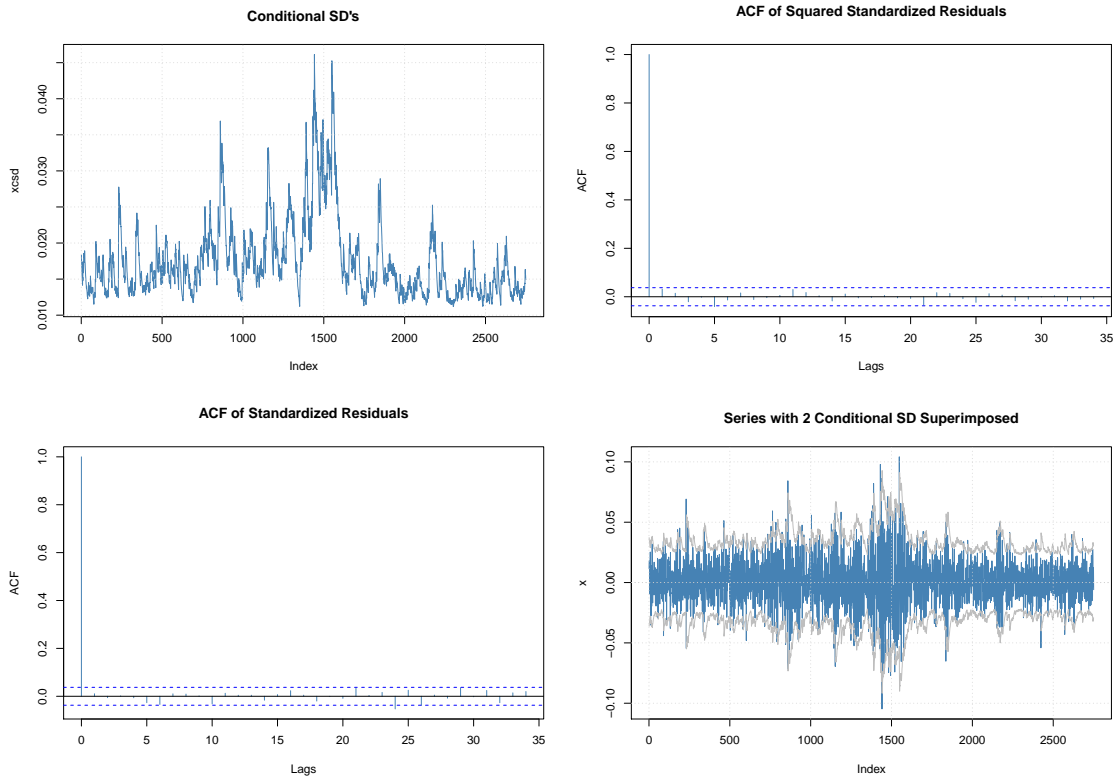 Conditional SD's
xcsd
0.040
0.030
0.020
0.010
0 500 1000 1500 2000 2500
Index
ACF of Squared Standardized Residuals
ACF
1.0
0.8
0.6
0.4
0.2
0.0
0 5 10 15 20 25 30 35
Lags
ACF of Standardized Residuals
ACF
1.0
0.8
0.6
0.4
0.2
0.0
0 5 10 15 20 25 30 35
Lags
Series with 2 Conditional SD Superimposed
x
0.10
0.05
0.00
−0.05
−0.10
0 500 1000 1500 2000 2500
Index